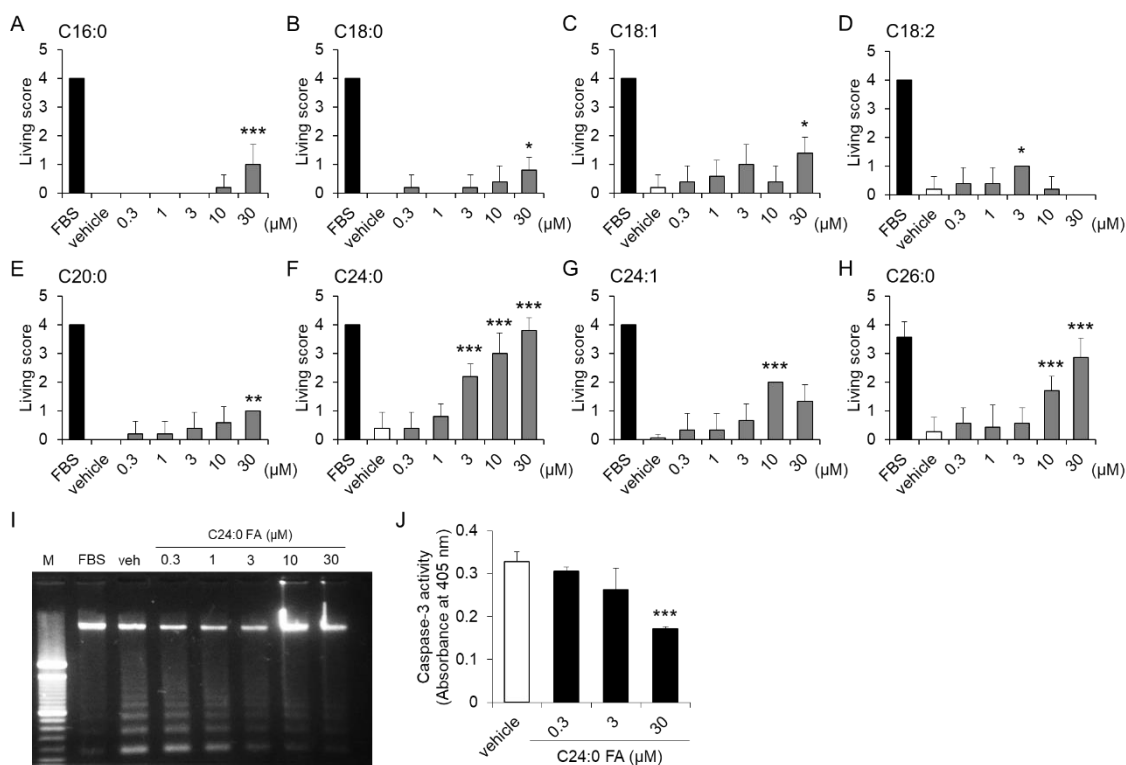 A C16:0
B C18:0
C C18:1
D C18:2
5
4
3
2
1
0
Living score
***
FBS
vehicle
0.3
1
3
10
30
(µM)
5
4
3
2
1
0
Living score
*
FBS
vehicle
0.3
1
3
10
30
5
4
3
2
1
0
Living score
*
FBS
vehicle
0.3
1
3
10
30
(µM)
5
4
3
2
1
0
Living score
*
FBS
vehicle
0.3
1
3
10
30
(µM)
E C20:0
F C24:0
G C24:1
H C26:0
5
4
3
2
1
0
Living score
**
FBS
vehicle
0.3
1
3
10
30
(µM)
5
4
3
2
1
0
Living score
***
***
***
FBS
vehicle
0.3
1
3
10
30
(µM)
5
4
3
2
1
0
Living score
***
FBS
vehicle
0.3
1
3
10
30
(µM)
5
4
3
2
1
0
Living score
***
***
FBS
vehicle
0.3
1
3
10
30
(µM)
I
C24:0 FA (µM)
M FBS veh 0.3 1 3 10 30
J
Caspase-3 activity
(Absorbance at 405 nm)
0.4
0.3
0.2
0.1
0
***
vehicle
0.3
3
30
C24:0 FA (µM)